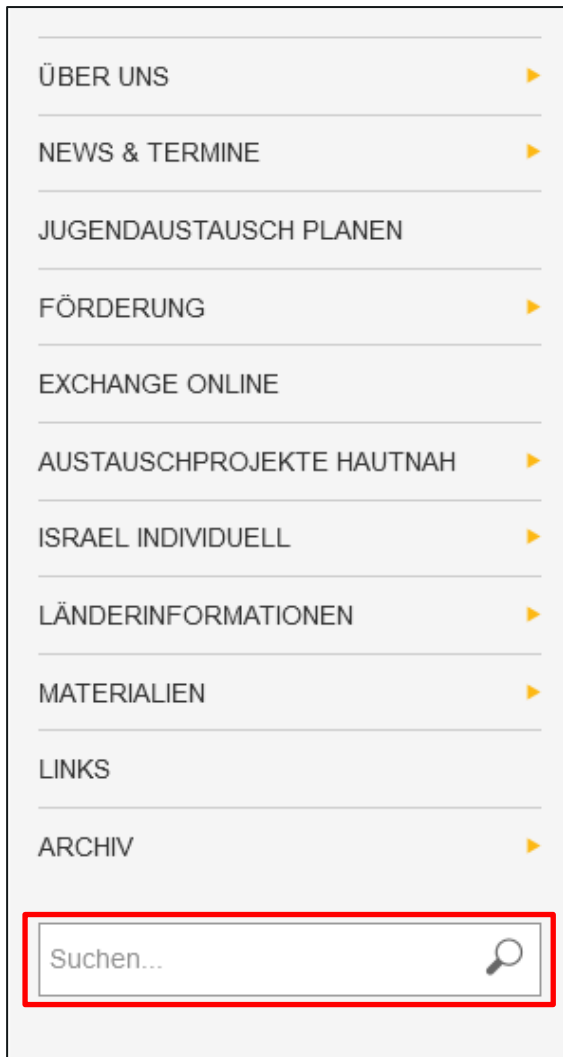 ÜBER UNS
NEWS & TERMINE
JUGENDAUSTAUSCH PLANEN
FÖRDERUNG
EXCHANGE ONLINE
AUSTAUSCHPROJEKTE HAUTNAH
ISRAEL INDIVIDUELL
LÄNDERINFORMATIONEN
MATERIALIEN
LINKS
ARCHIV
Suchen...